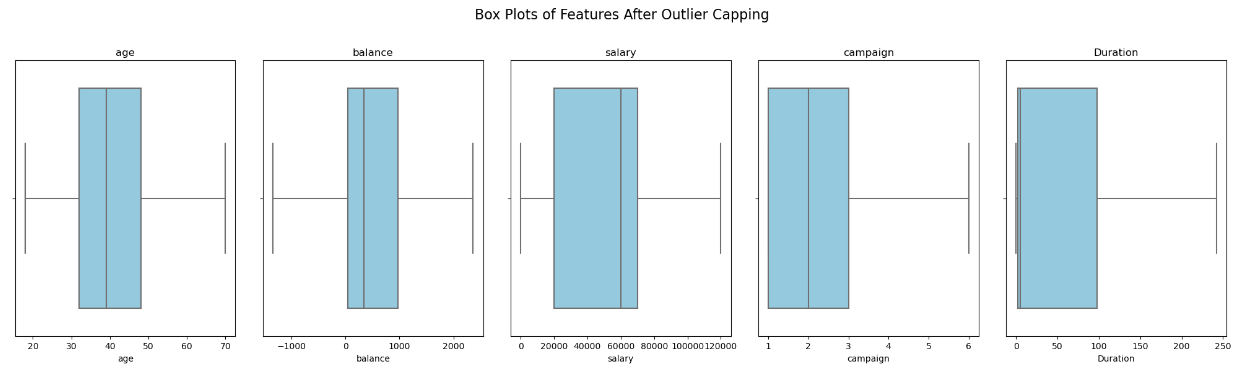 Box Plots of Features After Outlier Capping
age balance salary campaign Duration
20 30 40 50 60 70 −1000 0 1000 2000 0 20000 40000 60000 80000 100000 120000 1 2 3 4 5 6 0 50 100 150 200 250
age balance salary campaign Duration